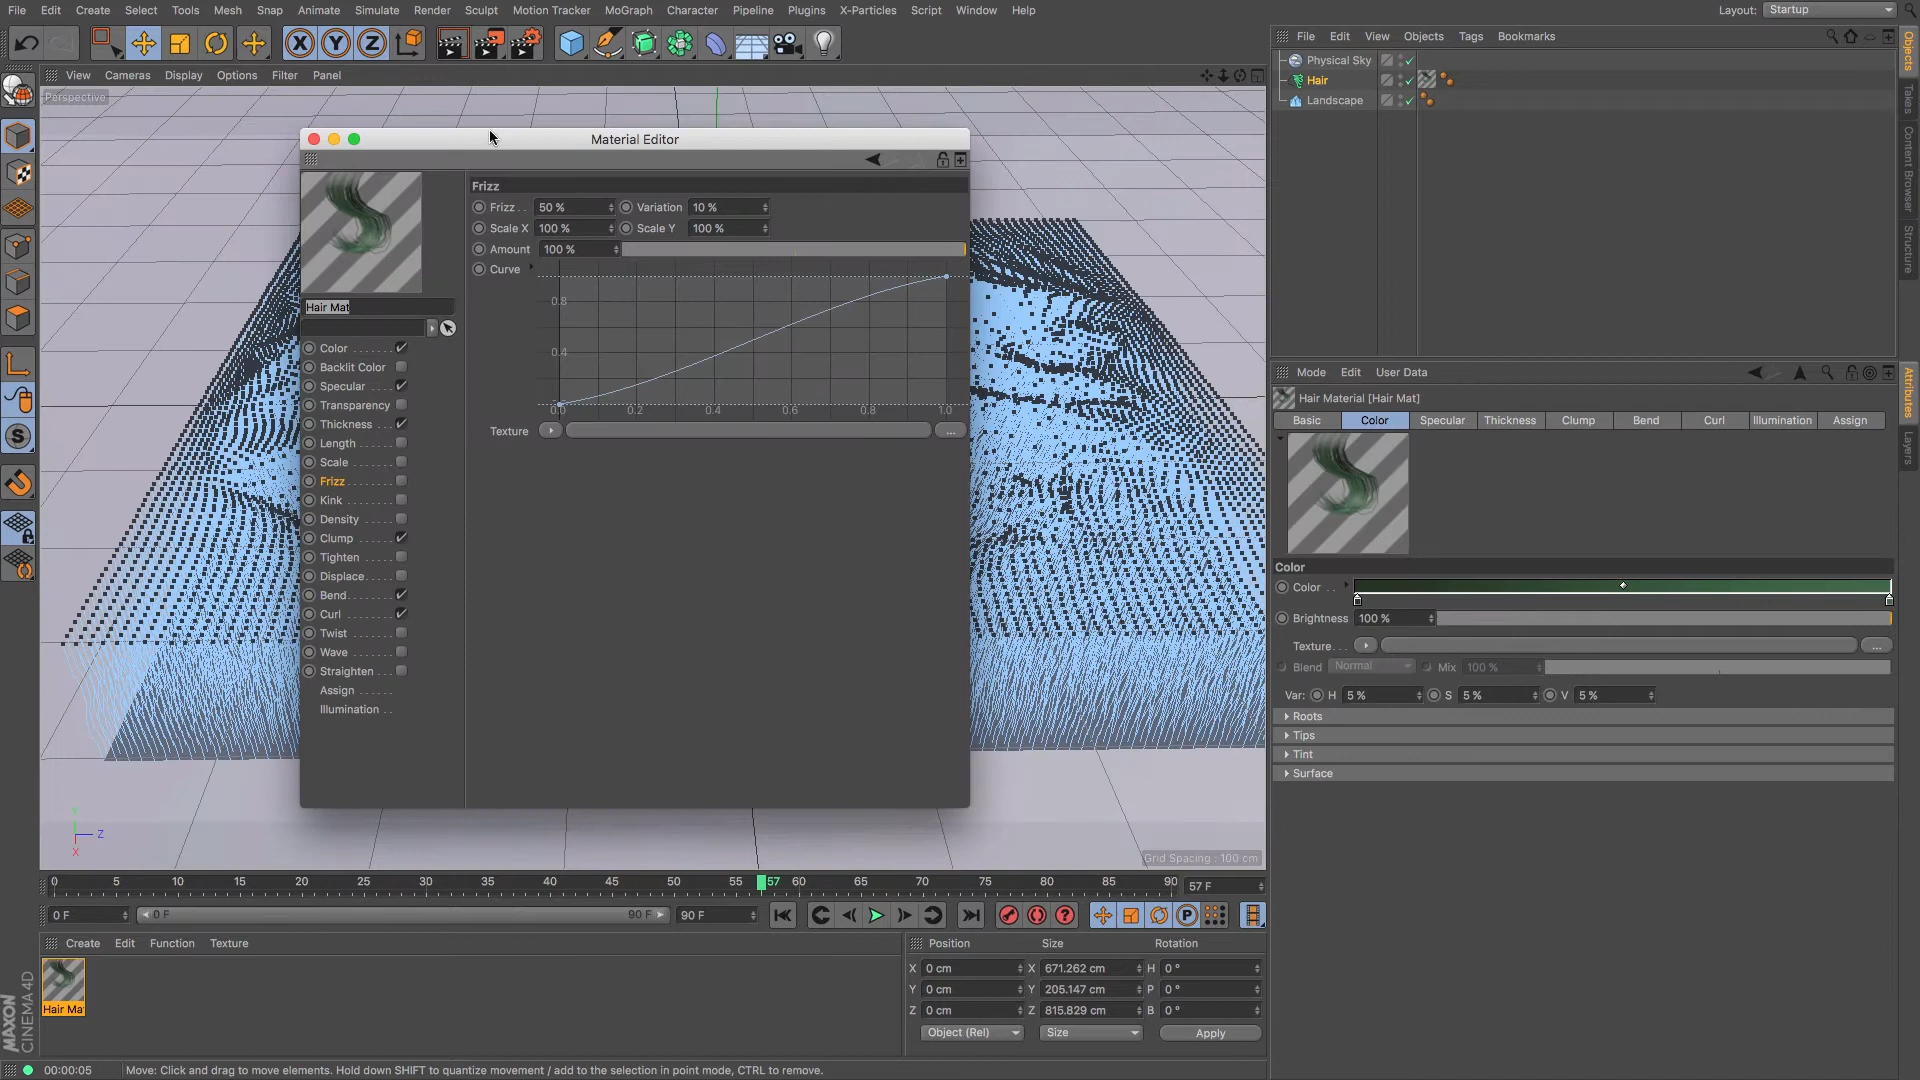 File Edit Create Select Tools Mesh Snap Animate Simulate Render Sculpt Motion Tracker MoGraph Character Pipeline Plugins X-Particles Script Window Help Layout: Startup
File Edit View Objects Tags Bookmarks
View Cameras Display Options Filter Panel
Perspective
Physical Sky
Hair
Landscape
Objects
Takes
Content Browser
Structure
Material Editor
Frizz
Frizz . . 50 % Variation 10 %
Scale X 100 % Scale Y 100 %
Amount 100 %
Curve
0.8
0.4
0.0 0.2 0.4 0.6 0.8 1.0
Texture ...
Hair Mat
Color . . . . . . .
Backlit Color
Specular . . . .
Transparency
Thickness . . .
Length . . . . . .
Scale . . . . . . .
Frizz . . . . . . . .
Kink . . . . . . . .
Density . . . . .
Clump . . . . . .
Tighten . . . . .
Displace. . . . .
Bend. . . . . . . .
Curl . . . . . . . .
Twist . . . . . . .
Wave . . . . . . .
Straighten . . .
Assign . . . . . .
Illumination . .
Mode Edit User Data
Hair Material [Hair Mat]
Basic Color Specular Thickness Clump Bend Curl Illumination Assign
Attributes
Layers
Color
Color . .
Brightness 100 %
Texture. . . ...
Blend Normal Mix 100 %
Var: H 5 % S 5 % V 5 %
Roots
Tips
Tint
Surface
Y
Z
X
Grid Spacing : 100 cm
0 5 10 15 20 25 30 35 40 45 50 55 57 60 65 70 75 80 85 90 57 F
0 F 0 F 90 F 90 F
Create Edit Function Texture
Hair Ma
Position Size Rotation
X 0 cm X 671.262 cm H 0 °
Y 0 cm Y 205.147 cm P 0 °
Z 0 cm Z 815.829 cm B 0 °
Object (Rel) Size Apply
MAXON
CINEMA 4D
00:00:05 Move: Click and drag to move elements. Hold down SHIFT to quantize movement / add to the selection in point mode, CTRL to remove.